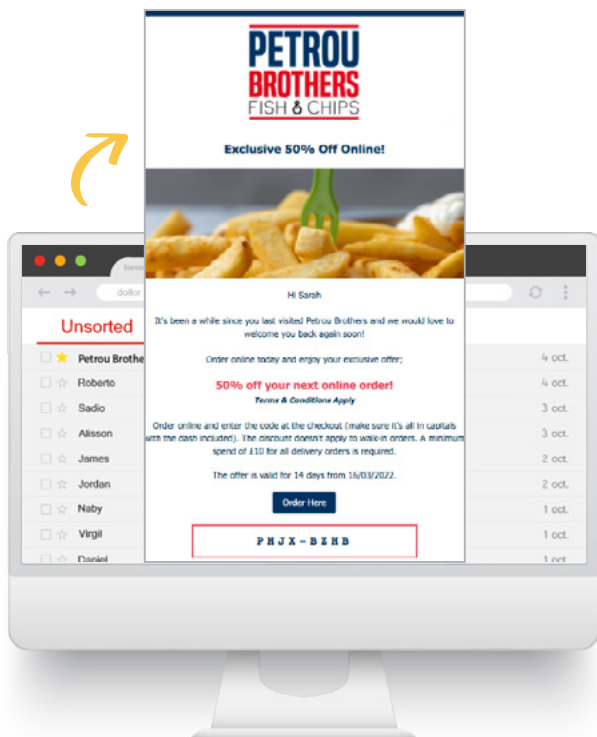 PETROU
BROTHERS
FISH & CHIPS
Exclusive 50% Off Online!
Hi Sarah
It's been a while since you last visited Petrou Brothers and we would love to
welcome you back again soon!
Order online today and enjoy your exclusive offer;
50% off your next online order!
Terms & Conditions Apply
Order online and enter the code at the checkout (make sure it's all in capitals
with the dash included). The discount doesn't apply to walk-in orders. A minimum
spend of £10 for all delivery orders is required.
The offer is valid for 14 days from 16/03/2022.
Order Here
PHJX-BZHB
dollor
Unsorted
Petrou Brothe 4 oct.
Roberto 4 oct.
Sadio 3 oct.
Alisson 3 oct.
James 2 oct.
Jordan 2 oct.
Naby 1 oct.
Virgil 1 oct.
Daniel 1 oct